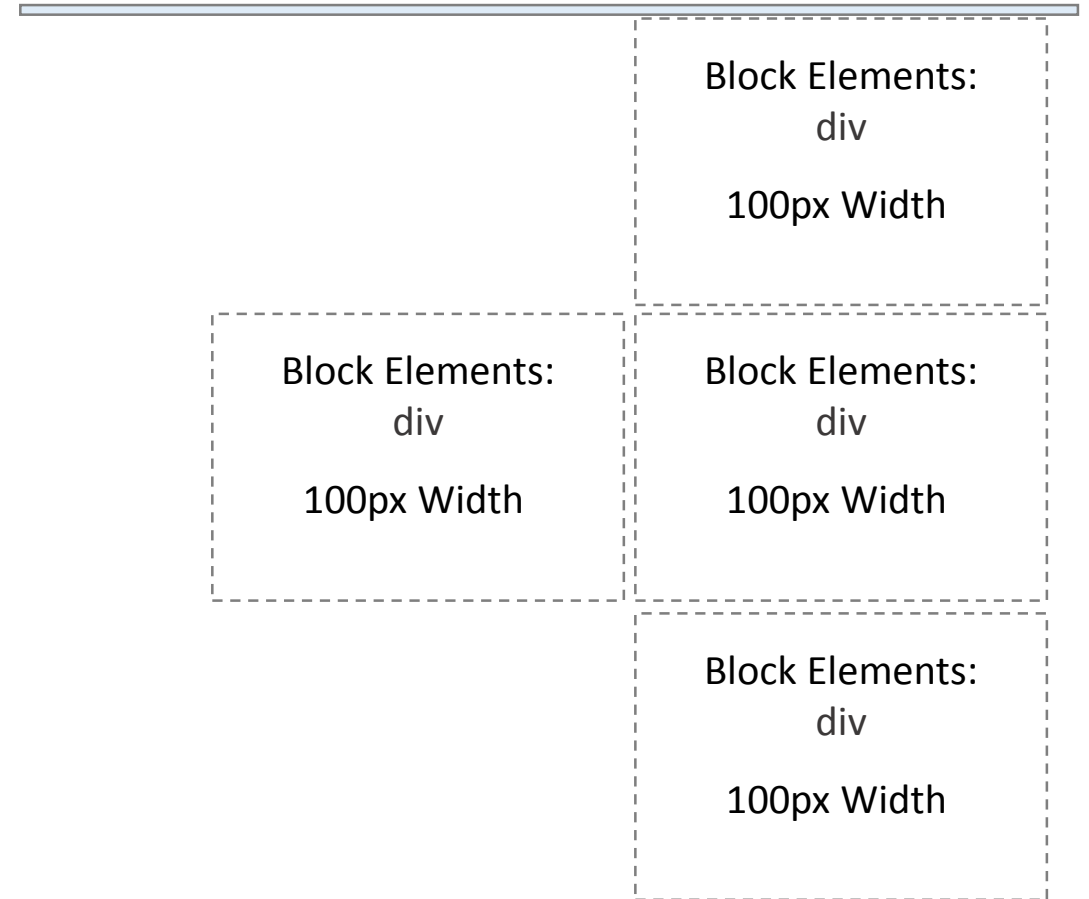 Block Elements:
div
100px Width
Block Elements:
div
100px Width
Block Elements:
div
100px Width
Block Elements:
div
100px Width